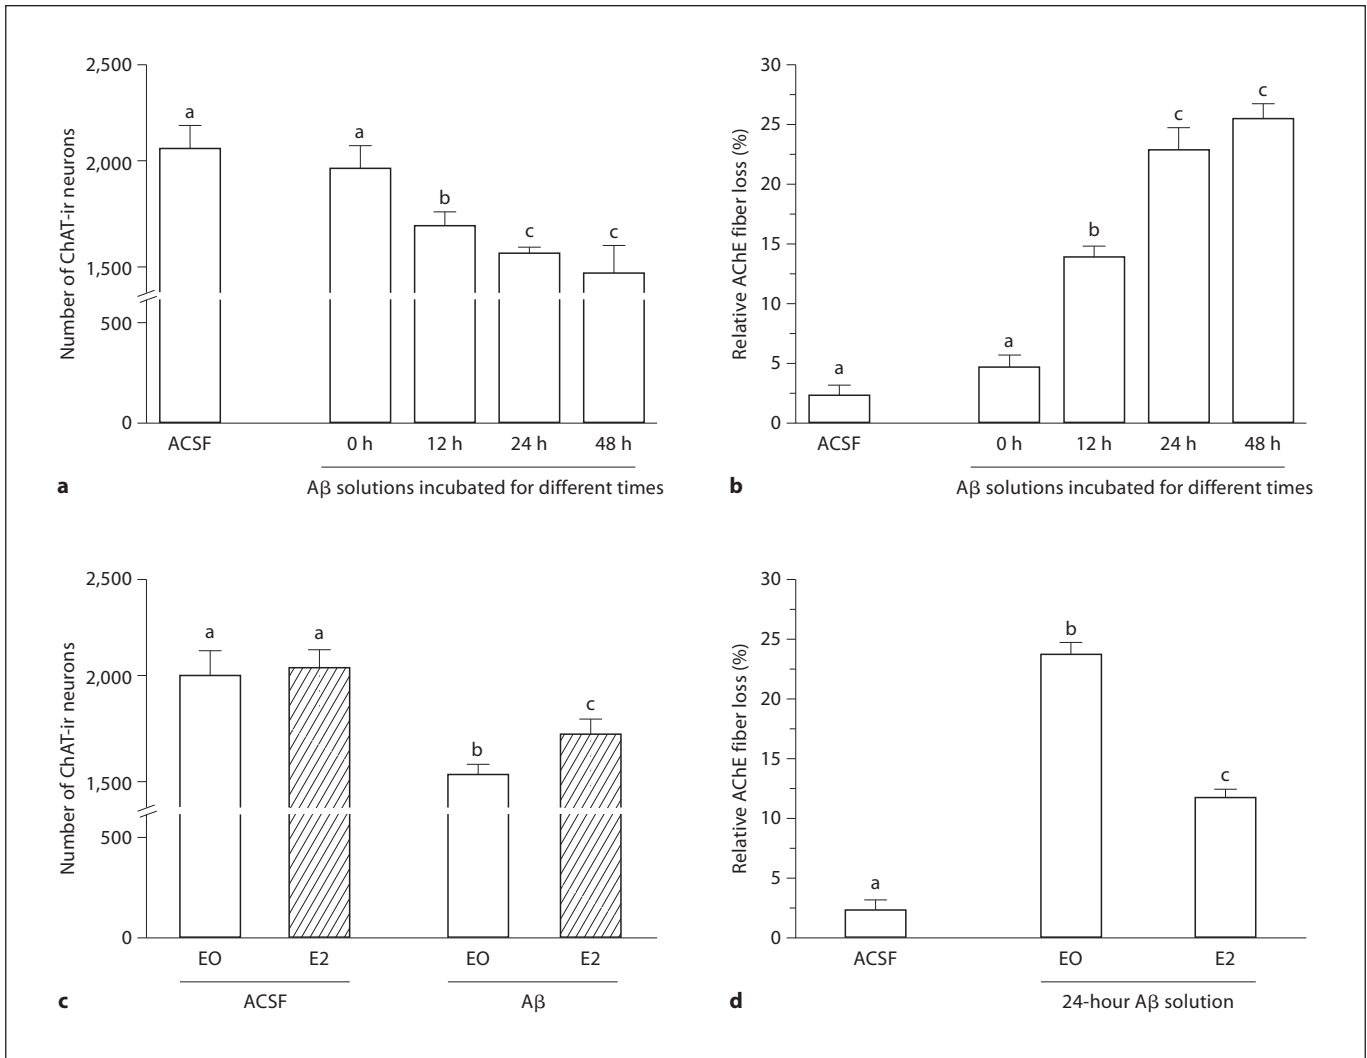 2,500
2,000
1,500
500
0
Number of ChAT-ir neurons
a
a
b
c
c
ACSF
0 h
12 h
24 h
48 h
Aβ solutions incubated for different times
a
30
25
20
15
10
5
0
Relative AChE fiber loss (%)
a
a
b
c
c
ACSF
0 h
12 h
24 h
48 h
Aβ solutions incubated for different times
b
2,500
2,000
1,500
500
0
Number of ChAT-ir neurons
a
a
b
c
EO
E2
EO
E2
ACSF
Aβ
c
30
25
20
15
10
5
0
Relative AChE fiber loss (%)
a
b
c
ACSF
EO
E2
24-hour Aβ solution
d